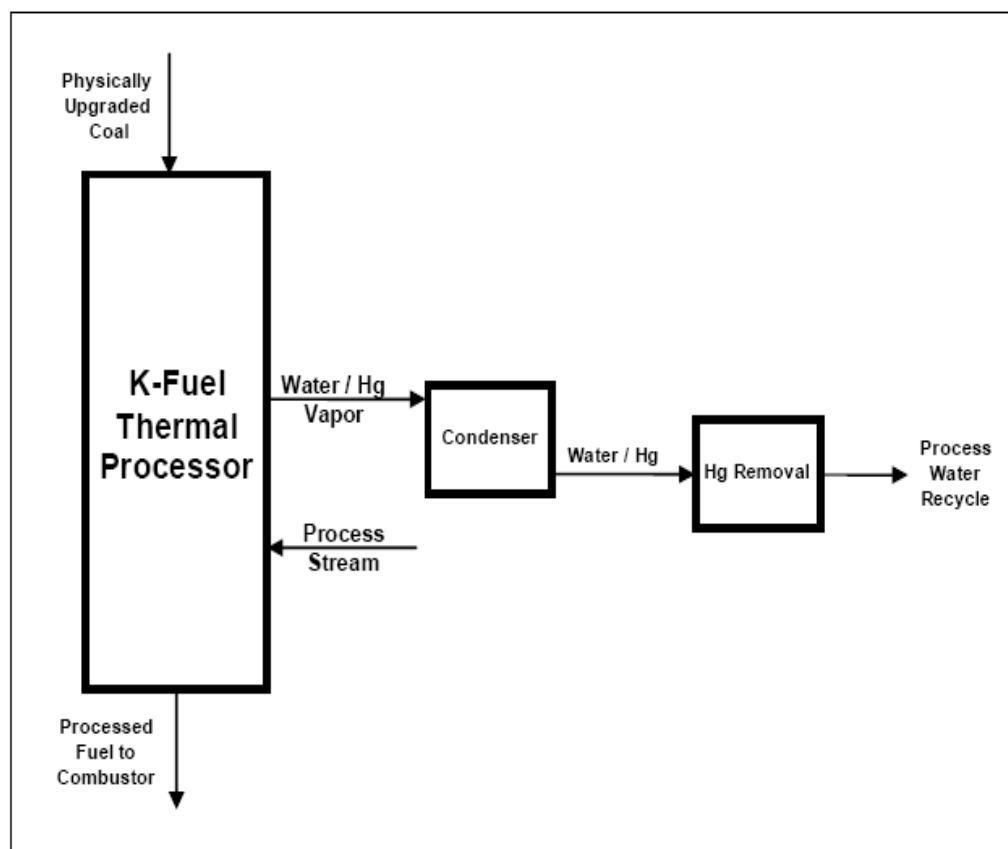 Physically
Upgraded
Coal
K-Fuel
Thermal
Processor
Water / Hg
Vapor
Condenser
Water / Hg
Hg Removal
Process
Water
Recycle
Process
Stream
Processed
Fuel to
Combustor